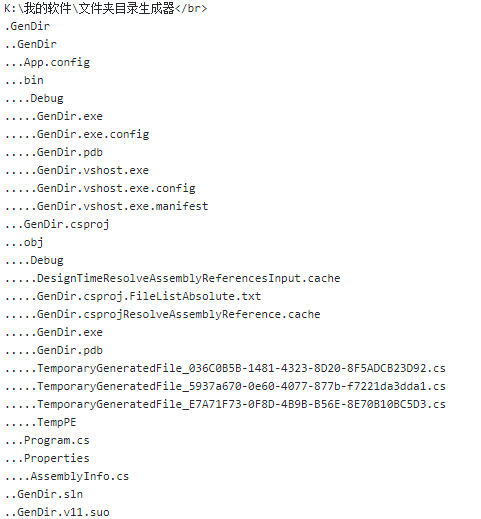 K:\我的软件\文件夹目录生成器</br>
.GenDir
..GenDir
...App.config
...bin
....Debug
.....GenDir.exe
.....GenDir.exe.config
.....GenDir.pdb
.....GenDir.vshost.exe
.....GenDir.vshost.exe.config
.....GenDir.vshost.exe.manifest
...GenDir.csproj
...obj
....Debug
.....DesignTimeResolveAssemblyReferencesInput.cache
.....GenDir.csproj.FileListAbsolute.txt
.....GenDir.csprojResolveAssemblyReference.cache
.....GenDir.exe
.....GenDir.pdb
.....TemporaryGeneratedFile_036C0B5B-1481-4323-8D20-8F5ADCB23D92.cs
.....TemporaryGeneratedFile_5937a670-0e60-4077-877b-f7221da3dda1.cs
.....TemporaryGeneratedFile_E7A71F73-0F8D-4B9B-B56E-8E70B10BC5D3.cs
.....TempPE
...Program.cs
...Properties
....AssemblyInfo.cs
..GenDir.sln
..GenDir.v11.suo